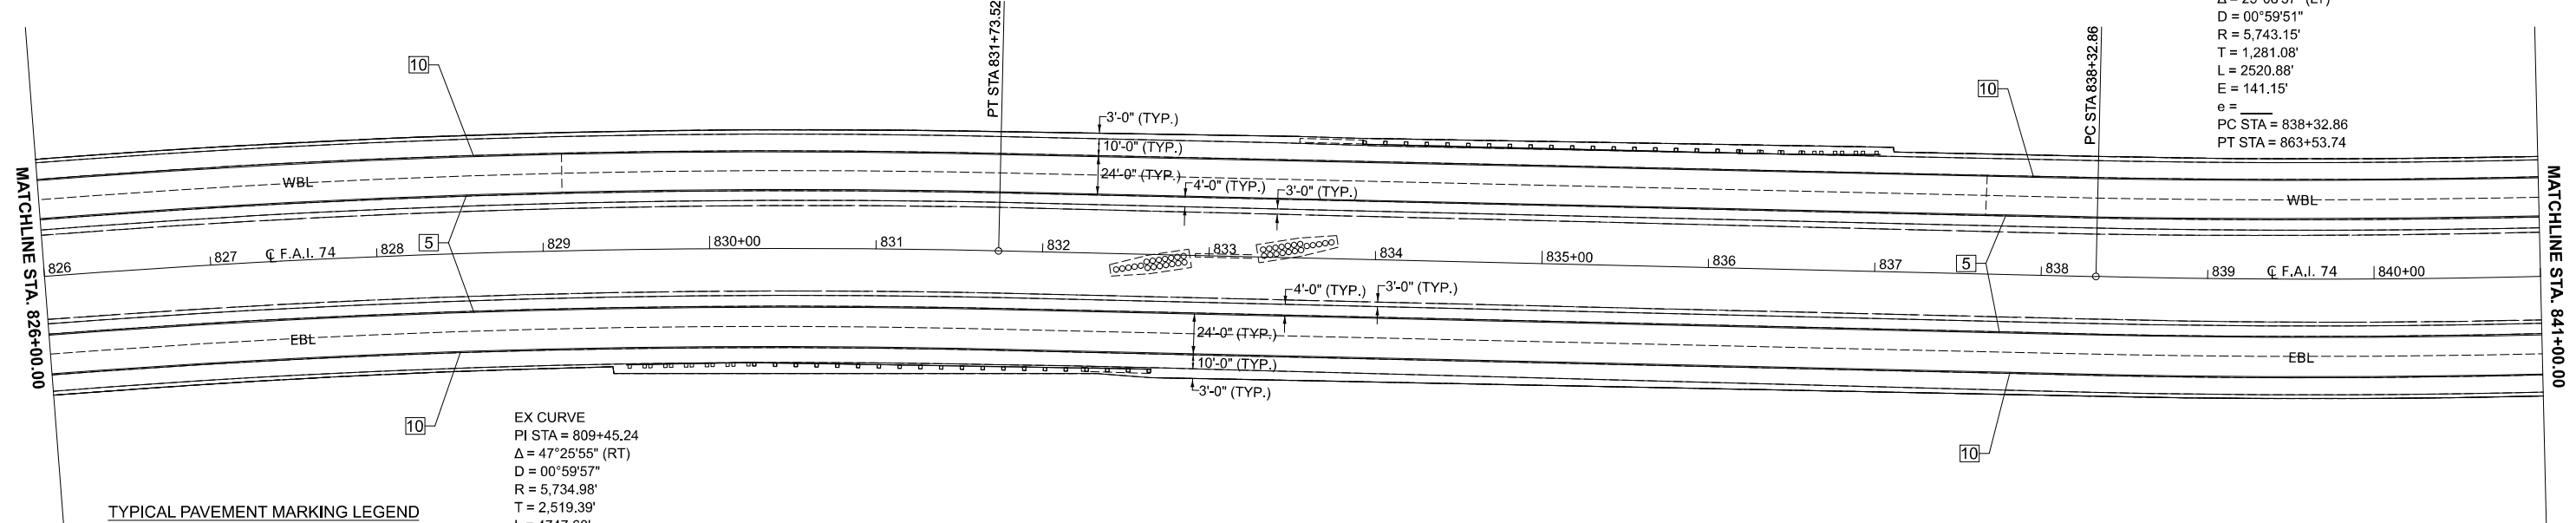 Δ = 25°08'57" (LT)
D = 00°59'51"
R = 5,743.15'
T = 1,281.08'
L = 2520.88'
E = 141.15'
e = ____
PC STA = 838+32.86
PT STA = 863+53.74
PT STA 831+73.52
PC STA 838+32.86
10
10
3'-0" (TYP.)
10'-0" (TYP.)
24'-0" (TYP.)
4'-0" (TYP.)
3'-0" (TYP.)
WBL
WBL
MATCHLINE STA. 826+00.00
MATCHLINE STA. 841+00.00
5
5
826
827
℄ F.A.I. 74
828
829
830+00
831
832
833
834
835+00
836
837
838
839
℄ F.A.I. 74
840+00
4'-0" (TYP.)
3'-0" (TYP.)
24'-0" (TYP.)
10'-0" (TYP.)
3'-0" (TYP.)
EBL
EBL
10
10
EX CURVE
PI STA = 809+45.24
Δ = 47°25'55" (RT)
D = 00°59'57"
R = 5,734.98'
T = 2,519.39'
TYPICAL PAVEMENT MARKING LEGEND